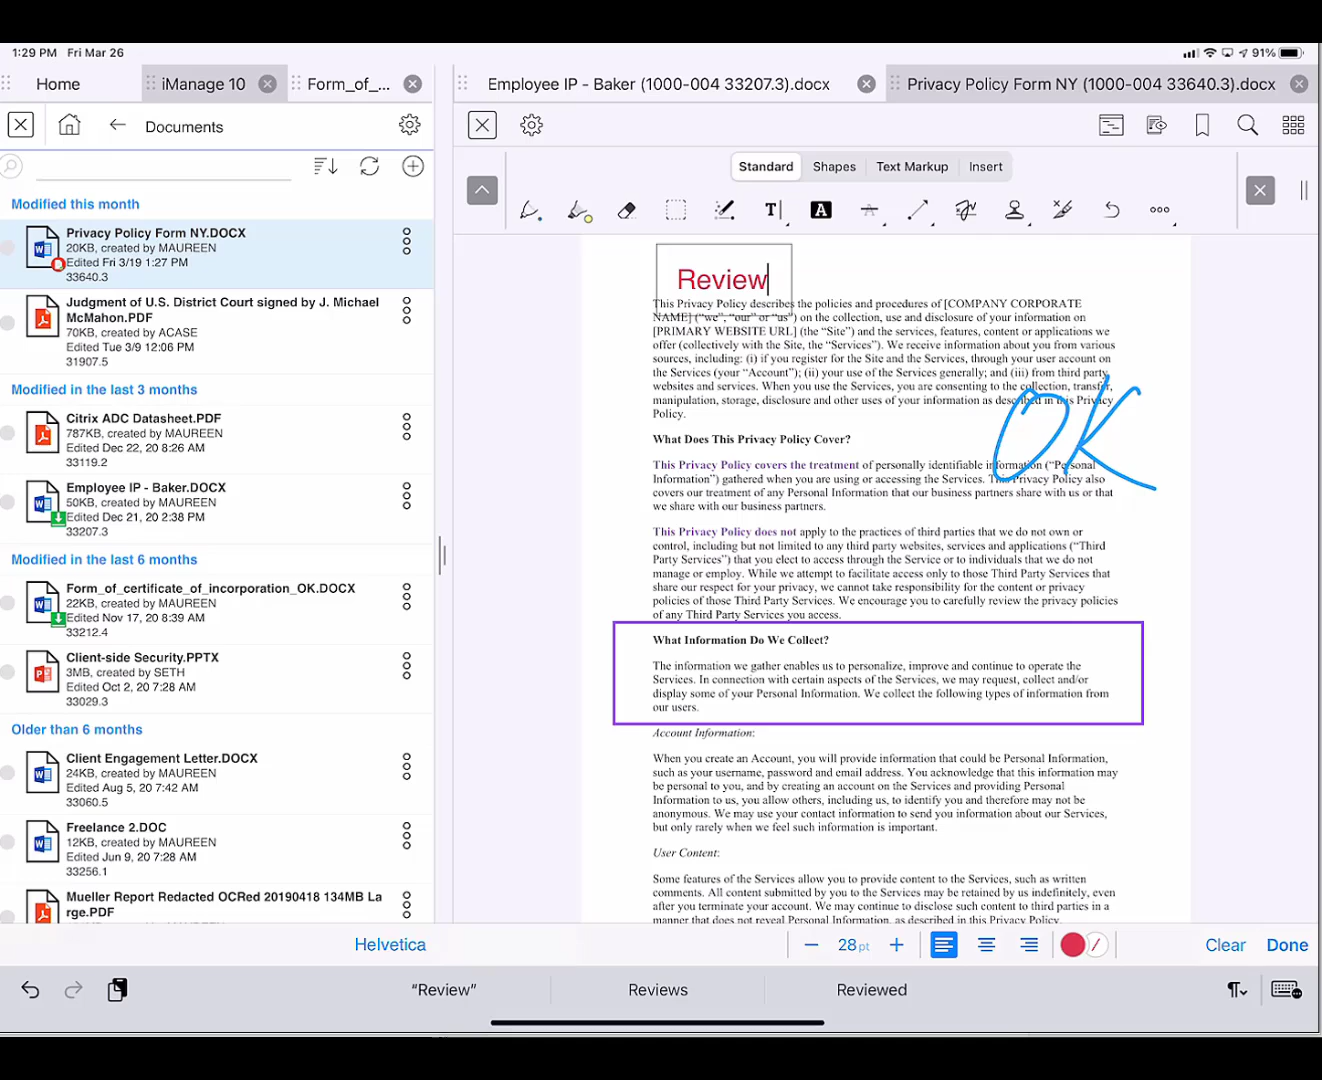 1:29 PM Fri Mar 26
91%
Home
iManage 10
Form_of_...
Employee IP - Baker (1000-004 33207.3).docx
Privacy Policy Form NY (1000-004 33640.3).docx
Documents
Standard
Shapes
Text Markup
Insert
Modified this month
Privacy Policy Form NY.DOCX
20KB, created by MAUREEN
Edited Fri 3/19 1:27 PM
33640.3
Judgment of U.S. District Court signed by J. Michael
McMahon.PDF
70KB, created by ACASE
Edited Tue 3/9 12:06 PM
31907.5
Modified in the last 3 months
Citrix ADC Datasheet.PDF
787KB, created by MAUREEN
Edited Dec 22, 20 8:26 AM
33119.2
Employee IP - Baker.DOCX
50KB, created by MAUREEN
Edited Dec 21, 20 2:38 PM
33207.3
Modified in the last 6 months
Form_of_certificate_of_incorporation_OK.DOCX
22KB, created by MAUREEN
Edited Nov 17, 20 8:39 AM
33212.4
Client-side Security.PPTX
3MB, created by SETH
Edited Oct 2, 20 7:28 AM
33029.3
Older than 6 months
Client Engagement Letter.DOCX
24KB, created by MAUREEN
Edited Aug 5, 20 7:42 AM
33060.5
Freelance 2.DOC
12KB, created by MAUREEN
Edited Jun 9, 20 7:28 AM
33256.1
Mueller Report Redacted OCRed 20190418 134MB La
rge.PDF
Review
This Privacy Policy describes the policies and procedures of [COMPANY CORPORATE
NAME] (“we”, “our” or “us”) on the collection, use and disclosure of your information on
[PRIMARY WEBSITE URL] (the “Site”) and the services, features, content or applications we
offer (collectively with the Site, the “Services”). We receive information about you from various
sources, including: (i) if you register for the Site and the Services, through your user account on
the Services (your “Account”); (ii) your use of the Services generally; and (iii) from third party
websites and services. When you use the Services, you are consenting to the collection, transfer,
manipulation, storage, disclosure and other uses of your information as described in this Privacy
Policy.
OK
What Does This Privacy Policy Cover?
This Privacy Policy covers the treatment of personally identifiable information (“Personal
Information”) gathered when you are using or accessing the Services. This Privacy Policy also
covers our treatment of any Personal Information that our business partners share with us or that
we share with our business partners.
This Privacy Policy does not apply to the practices of third parties that we do not own or
control, including but not limited to any third party websites, services and applications (“Third
Party Services”) that you elect to access through the Service or to individuals that we do not
manage or employ. While we attempt to facilitate access only to those Third Party Services that
share our respect for your privacy, we cannot take responsibility for the content or privacy
policies of those Third Party Services. We encourage you to carefully review the privacy policies
of any Third Party Services you access.
What Information Do We Collect?
The information we gather enables us to personalize, improve and continue to operate the
Services. In connection with certain aspects of the Services, we may request, collect and/or
display some of your Personal Information. We collect the following types of information from
our users.
Account Information:
When you create an Account, you will provide information that could be Personal Information,
such as your username, password and email address. You acknowledge that this information may
be personal to you, and by creating an account on the Services and providing Personal
Information to us, you allow others, including us, to identify you and therefore may not be
anonymous. We may use your contact information to send you information about our Services,
but only rarely when we feel such information is important.
User Content:
Some features of the Services allow you to provide content to the Services, such as written
comments. All content submitted by you to the Services may be retained by us indefinitely, even
after you terminate your account. We may continue to disclose such content to third parties in a
manner that does not reveal Personal Information, as described in this Privacy Policy.
Helvetica
28pt
Clear
Done
“Review”
Reviews
Reviewed